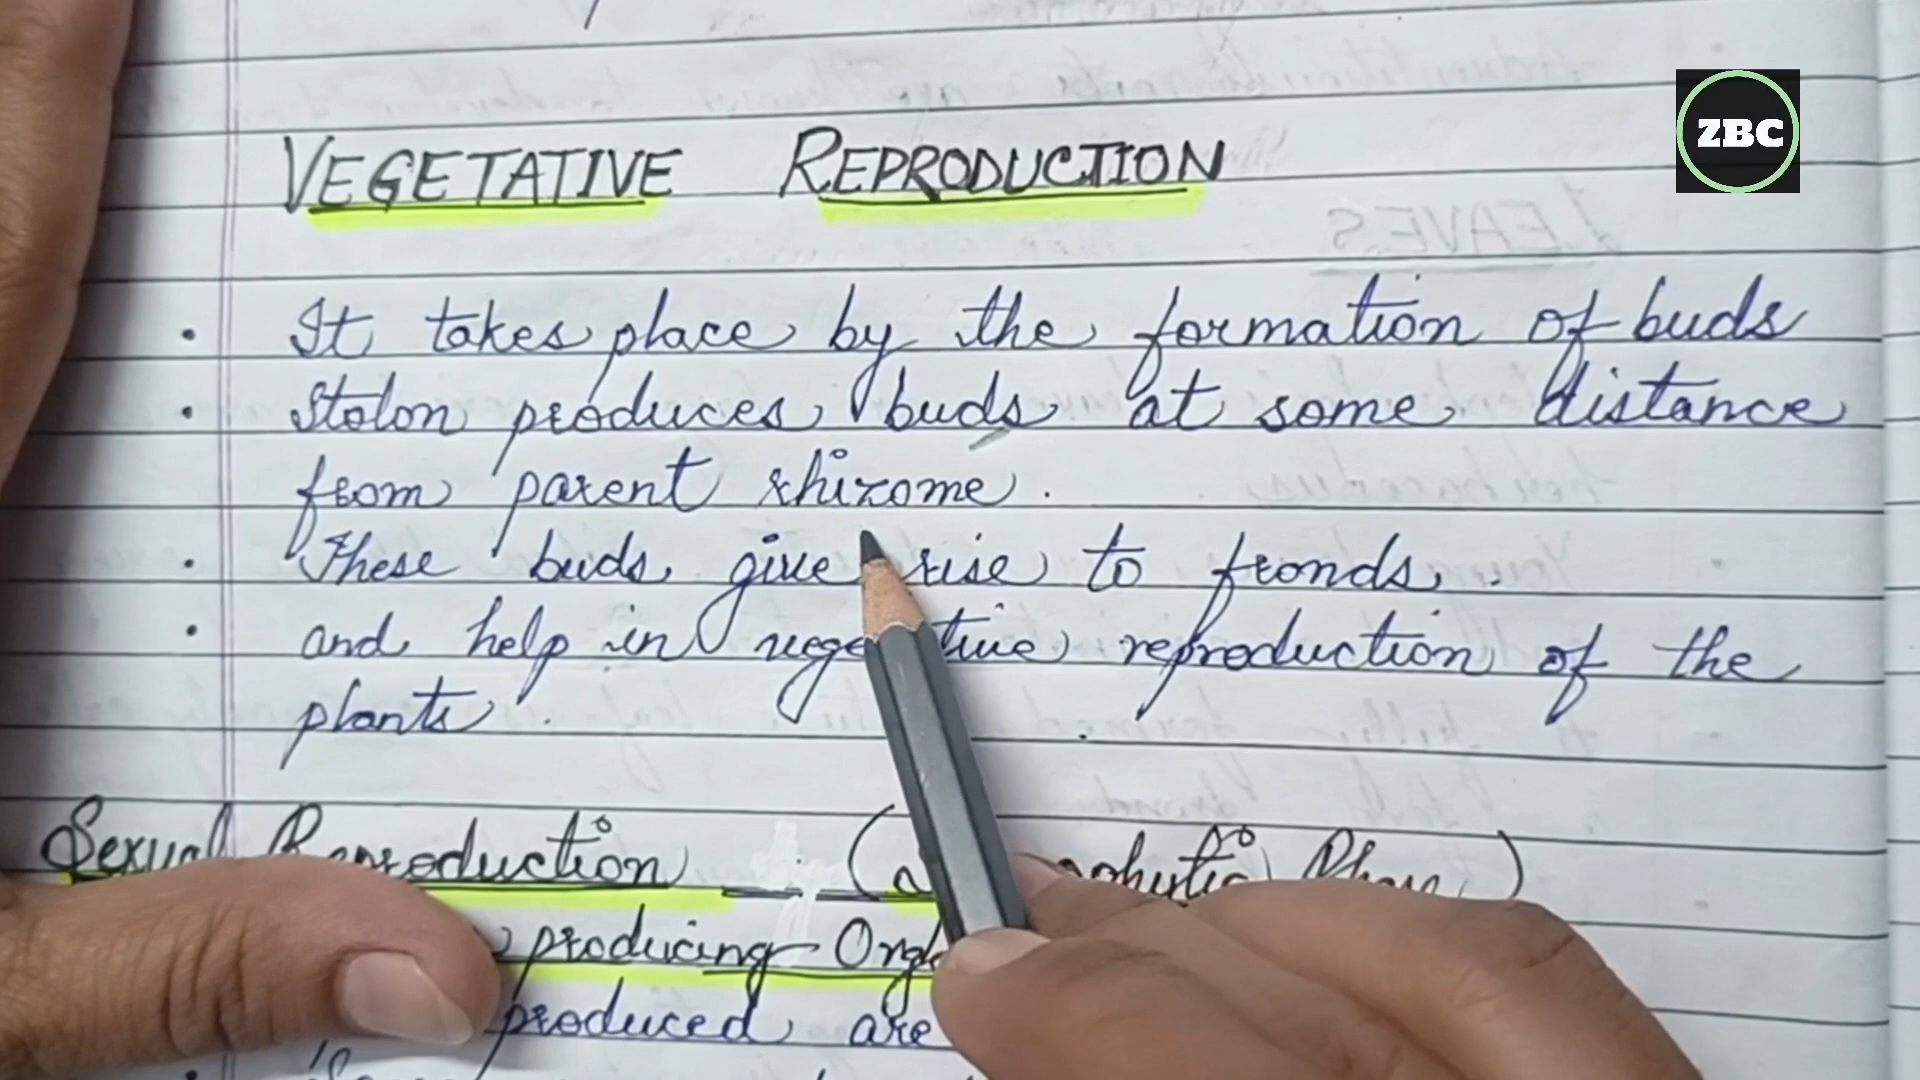 ZBC
VEGETATIVE REPRODUCTION
LEAVES
• It takes place by the formation of buds
• Stolon produces buds at some distance
from parent rhizome.
• These buds give rise to fronds.
• and help in reproduction of the
plants.
Sexual Reproduction — (
producing
produced are